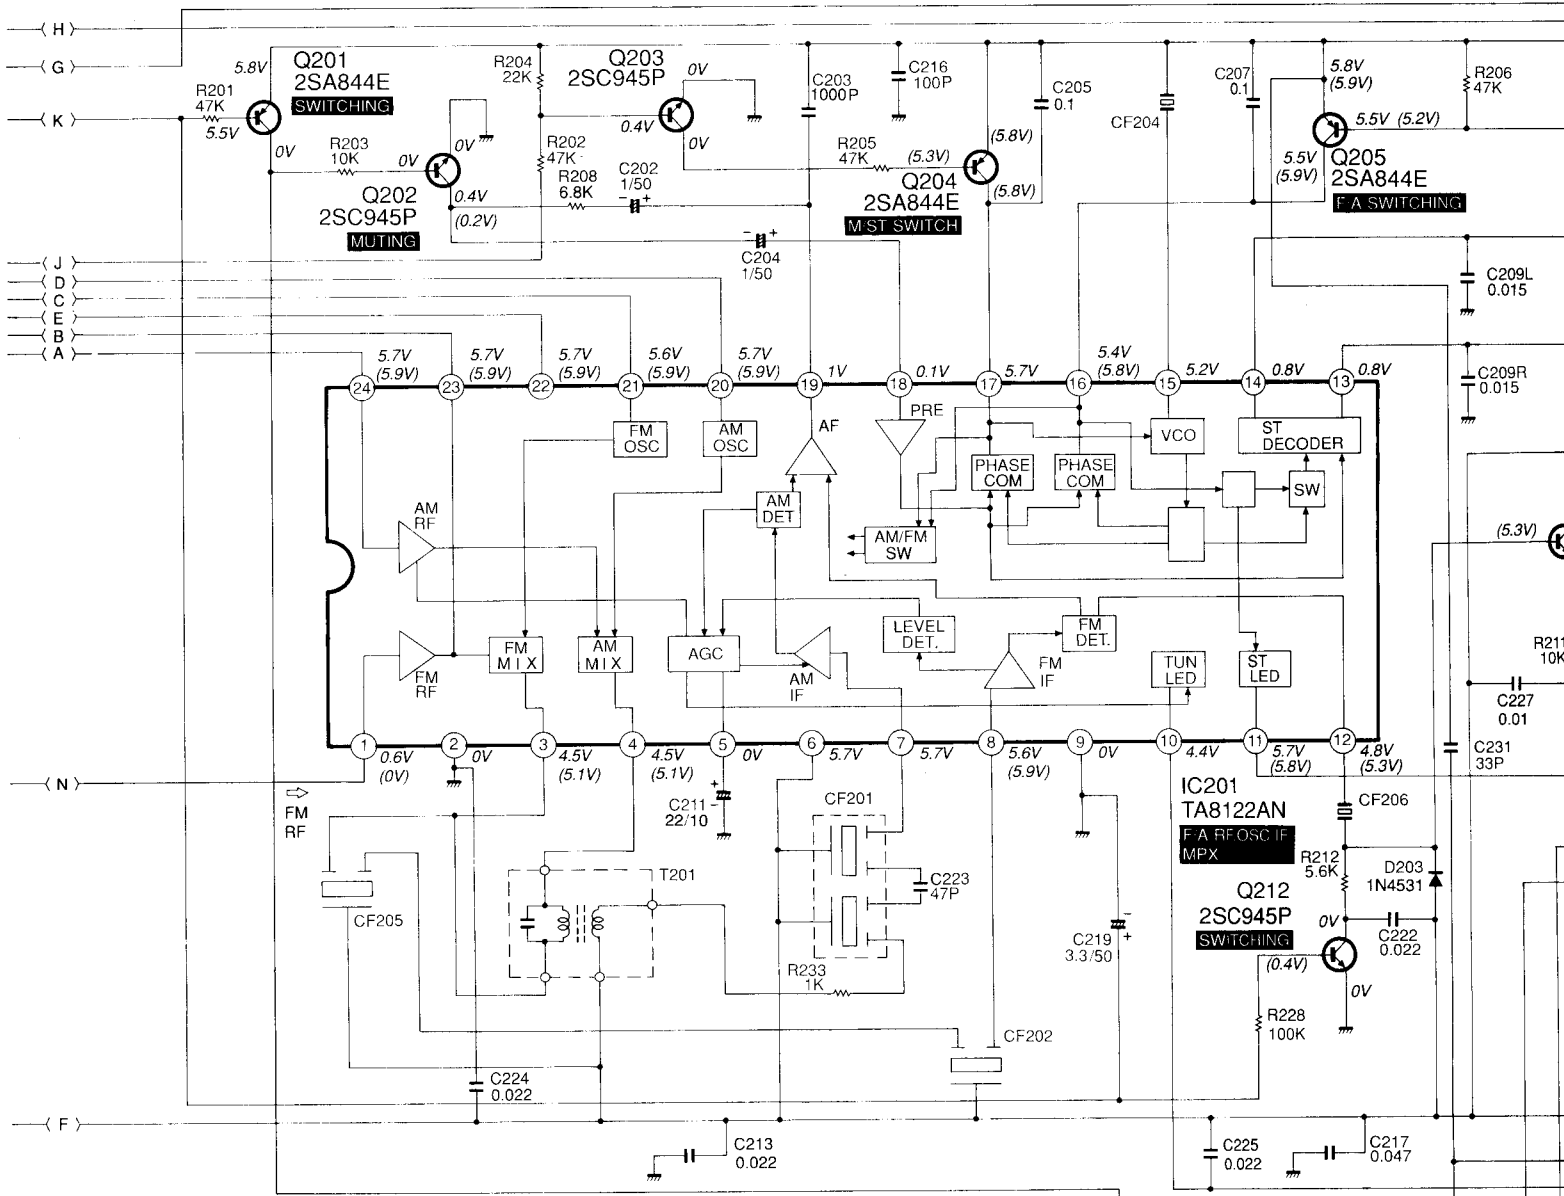 H
G
K
J
D
C
E
B
A
N
F
5.8V
Q201
2SA844E
SWITCHING
R201
47K
5.5V
0V
R203
10K
0V
0V
Q202
2SC945P
MUTING
0.4V
(0.2V)
R204
22K
Q203
2SC945P
0V
0.4V
0V
R202
47K
R208
6.8K
C202
1/50
- +
- +
C204
1/50
C203
1000P
C216
100P
R205
47K
(5.3V)
(5.8V)
(5.8V)
Q204
2SA844E
M/ST SWITCH
C205
0.1
CF204
C207
0.1
5.8V
(5.9V)
R206
47K
5.5V (5.2V)
5.5V
(5.9V)
Q205
2SA844E
F/A SWITCHING
C209L
0.015
C209R
0.015
24
5.7V
(5.9V)
23
5.7V
(5.9V)
22
5.7V
(5.9V)
21
5.6V
(5.9V)
20
5.7V
(5.9V)
19
1V
18
0.1V
17
5.7V
16
5.4V
(5.8V)
15
5.2V
14
0.8V
13
0.8V
FM
OSC
AM
OSC
AF
PRE
VCO
ST
DECODER
PHASE
COM
PHASE
COM
SW
AM
DET
AM/FM
SW
AM
RF
FM
RF
FM
MIX
AM
MIX
AGC
AM
IF
LEVEL
DET.
FM
DET.
FM
IF
TUN
LED
ST
LED
(5.3V)
R211
10K
C227
0.01
C231
33P
1
0.6V
(0V)
2
0V
3
4.5V
(5.1V)
4
4.5V
(5.1V)
5
0V
6
5.7V
7
5.7V
8
5.6V
(5.9V)
9
0V
10
4.4V
11
5.7V
(5.8V)
12
4.8V
(5.3V)
FM
RF
+
C211 -
22/10
CF201
IC201
TA8122AN
F/A RF.OSC IF
MPX
CF206
CF205
T201
C223
47P
R233
1K
C219
3.3/50
-
+
R212
5.6K
D203
1N4531
Q212
2SC945P
SWITCHING
0V
C222
0.022
(0.4V)
0V
R228
100K
CF202
C224
0.022
C213
0.022
C225
0.022
C217
0.047